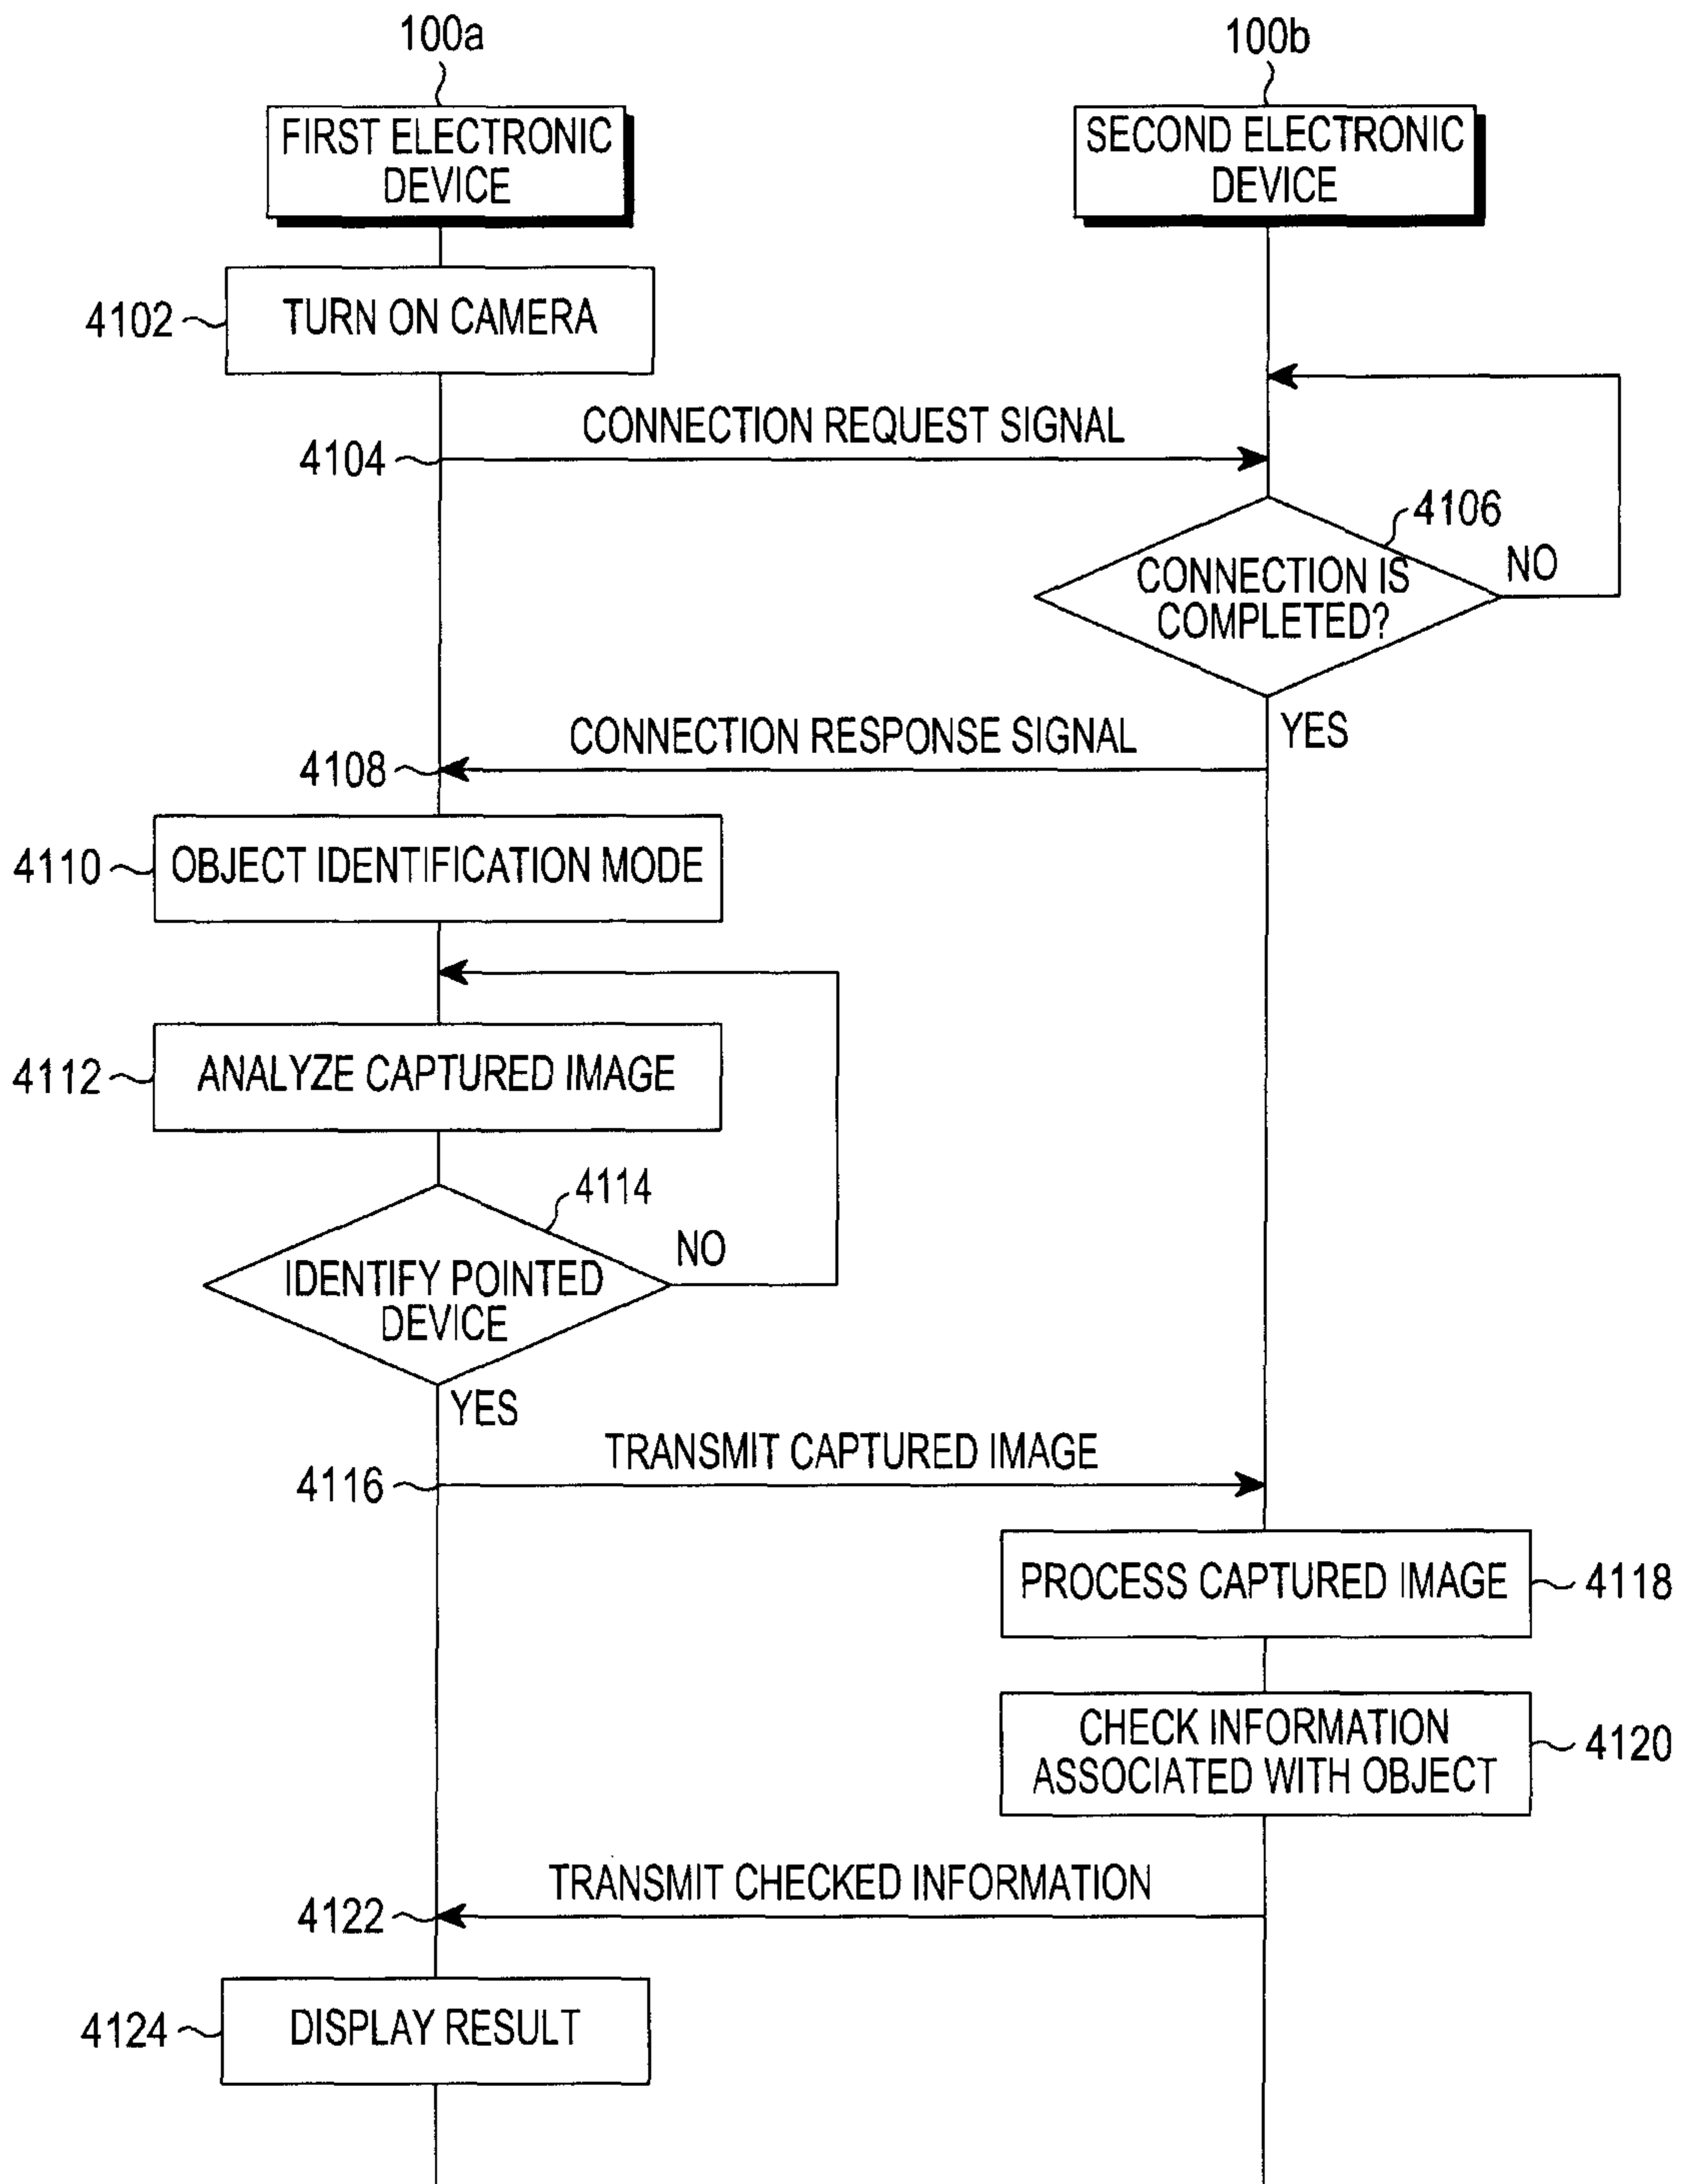 100a
100b
FIRST ELECTRONIC
DEVICE
SECOND ELECTRONIC
DEVICE
4102
TURN ON CAMERA
CONNECTION REQUEST SIGNAL
4104
4106
CONNECTION IS
COMPLETED?
NO
YES
CONNECTION RESPONSE SIGNAL
4108
4110
OBJECT IDENTIFICATION MODE
4112
ANALYZE CAPTURED IMAGE
4114
IDENTIFY POINTED
DEVICE
NO
YES
TRANSMIT CAPTURED IMAGE
4116
PROCESS CAPTURED IMAGE
4118
CHECK INFORMATION
ASSOCIATED WITH OBJECT
4120
TRANSMIT CHECKED INFORMATION
4122
4124
DISPLAY RESULT